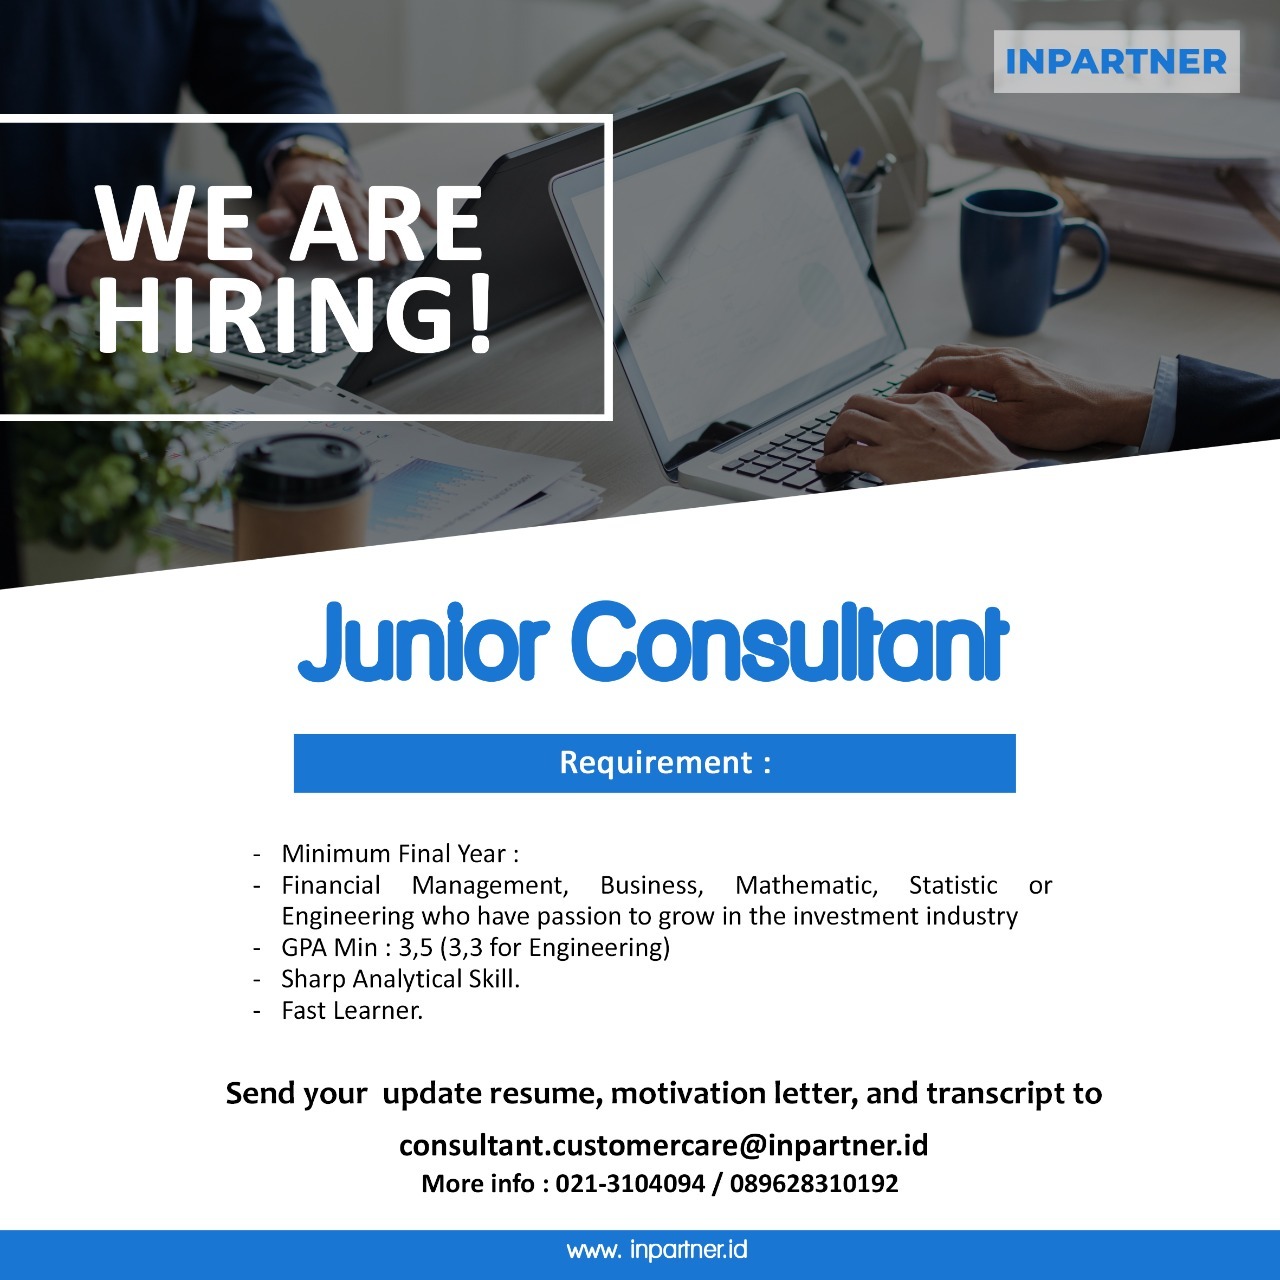 INPARTNER
WE ARE
HIRING!
Junior Consultant
Requirement :
- Minimum Final Year :
- Financial Management, Business, Mathematic, Statistic or
Engineering who have passion to grow in the investment industry
- GPA Min : 3,5 (3,3 for Engineering)
- Sharp Analytical Skill.
- Fast Learner.
Send your  update resume, motivation letter, and transcript to
consultant.customercare@inpartner.id
More info : 021-3104094 / 089628310192
www. inpartner.id